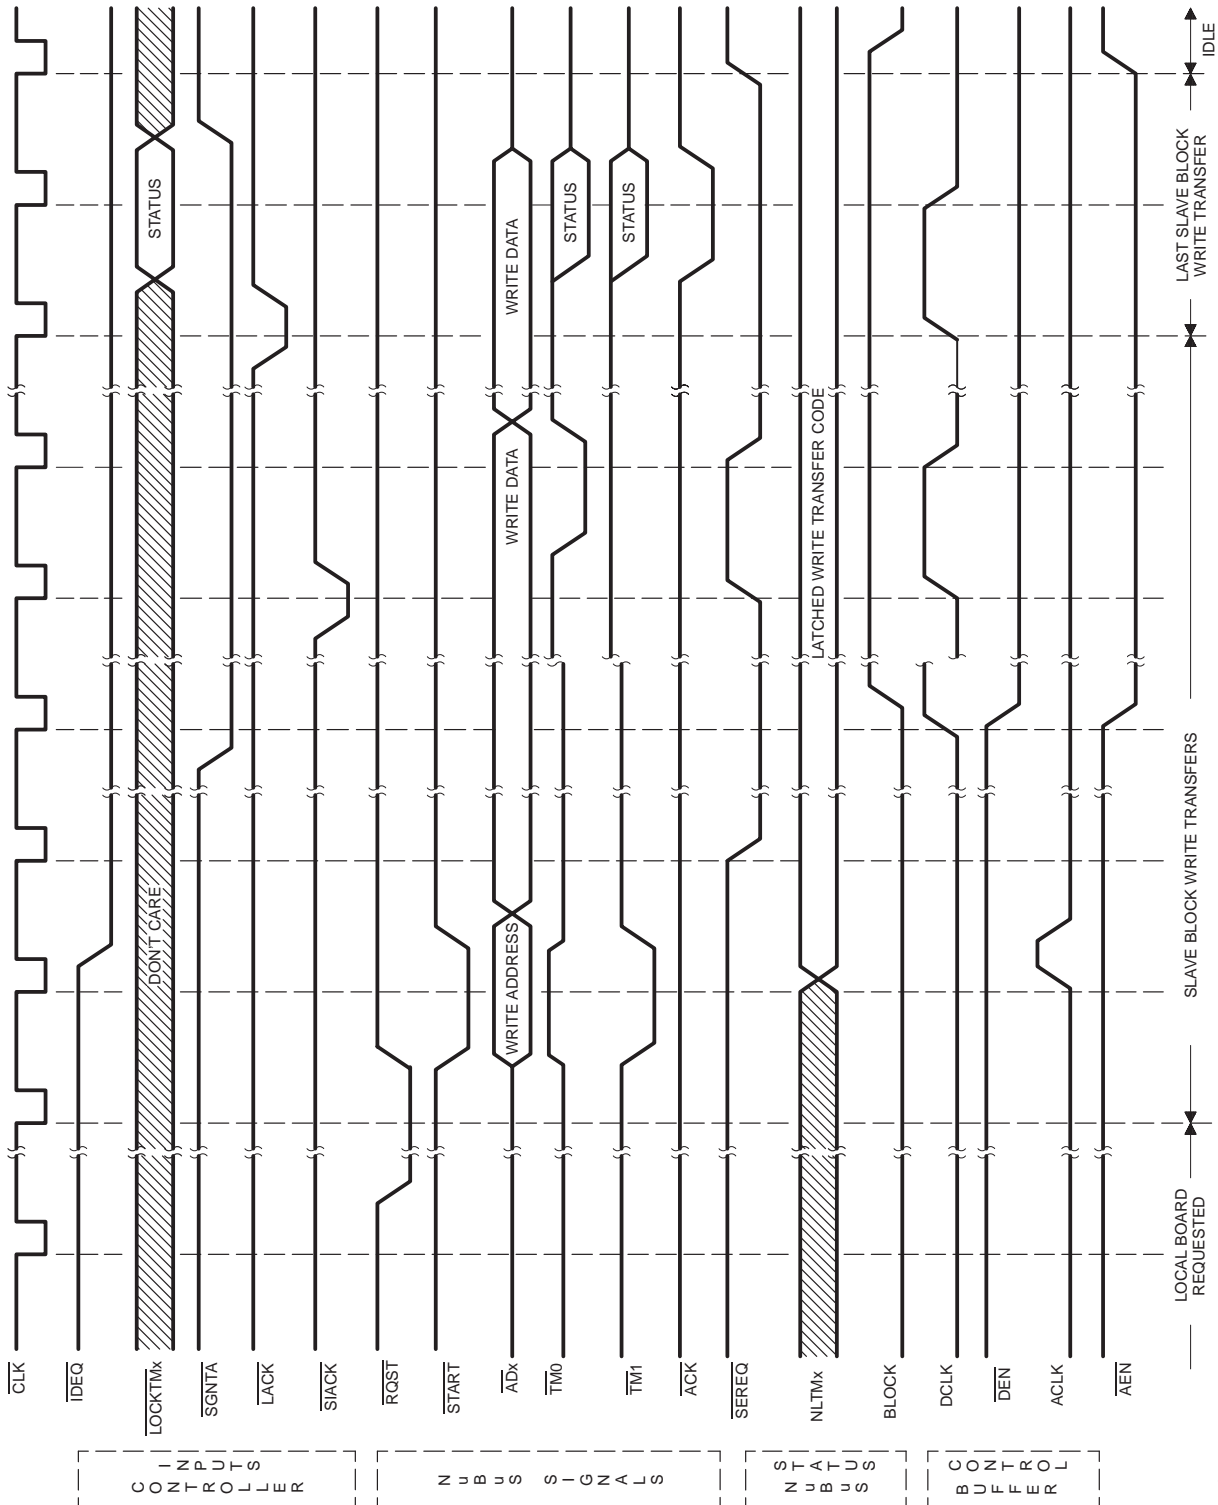 CONTROLLER
INPUTS
CLK
IDEQ
LOCKTMx
SGNTA
LACK
SIACK
NuBuS SIGNALS
RQST
START
ADx
TM0
TM1
ACK
SEREQ
NuBuS
STATUS
NLTMx
BLOCK
BUFFER
CONTROL
DCLK
DEN
ACLK
AEN
DONT CARE
STATUS
WRITE ADDRESS
WRITE DATA
WRITE DATA
STATUS
STATUS
LATCHED WRITE TRANSFER CODE
LOCAL BOARD
REQUESTED
SLAVE BLOCK WRITE TRANSFERS
LAST SLAVE BLOCK
WRITE TRANSFER
IDLE